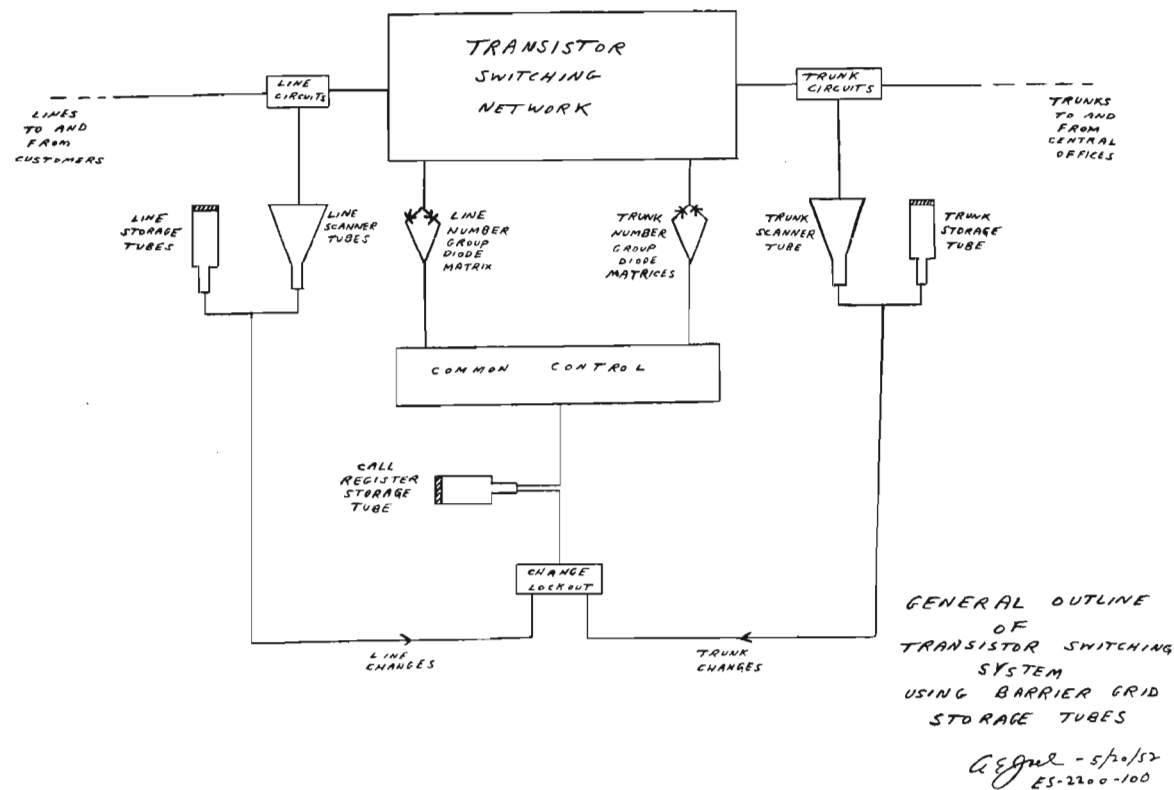 TRANSISTOR
SWITCHING
NETWORK
LINE
CIRCUITS
TRUNK
CIRCUITS
LINES
TO AND
FROM
CUSTOMERS
TRUNKS
TO AND
FROM
CENTRAL
OFFICES
LINE
STORAGE
TUBES
LINE
SCANNER
TUBES
LINE
NUMBER
GROUP
DIODE
MATRIX
TRUNK
NUMBER
GROUP
DIODE
MATRICES
TRUNK
SCANNER
TUBE
TRUNK
STORAGE
TUBE
COMMON CONTROL
CALL
REGISTER
STORAGE
TUBE
CHANGE
LOCKOUT
LINE
CHANGES
TRUNK
CHANGES
GENERAL OUTLINE
OF
TRANSISTOR SWITCHING
SYSTEM
USING BARRIER GRID
STORAGE TUBES
- 5/20/52
ES-2200-100